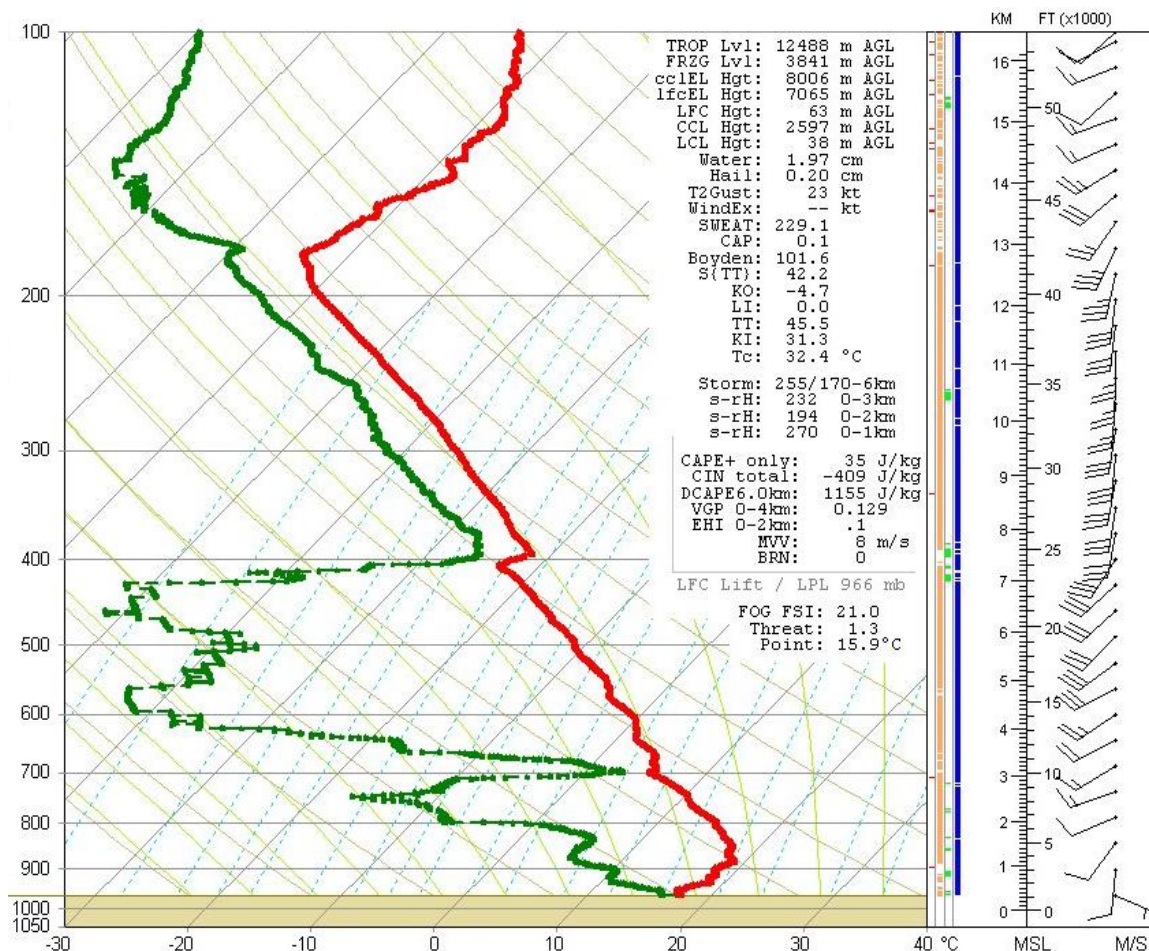 KM FT (x1000)
100
200
300
400
500
600
700
800
900
1000
1050
-30 -20 -10 0 10 20 30 40 °C MSL M/S
-20 -10 0
TROP Lvl: 12488 m AGL
FRZG Lvl: 3841 m AGL
cclEL Hgt: 8006 m AGL
lfcEL Hgt: 7065 m AGL
LFC Hgt: 63 m AGL
CCL Hgt: 2597 m AGL
LCL Hgt: 38 m AGL
Water: 1.97 cm
Hail: 0.20 cm
T2Gust: 23 kt
WindEx: -- kt
SWEAT: 229.1
CAP: 0.1
Boyden: 101.6
S(TT): 42.2
KO: -4.7
LI: 0.0
TT: 45.5
KI: 31.3
Tc: 32.4 °C
Storm: 255/170-6km
s-rH: 232 0-3km
s-rH: 194 0-2km
s-rH: 270 0-1km
CAPE+ only: 35 J/kg
CIN total: -409 J/kg
DCAPE6.0km: 1155 J/kg
VGP 0-4km: 0.129
EHI 0-2km: .1
MVV: 8 m/s
BRN: 0
LFC Lift / LPL 966 mb
FOG FSI: 21.0
Threat: 1.3
Point: 15.9°C
16
15
14
13
12
11
10
9
8
7
6
5
4
3
2
1
0
50
45
40
35
30
25
20
15
10
5
0